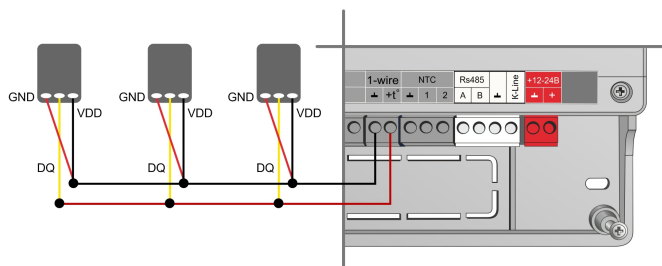 GND VDD GND VDD GND VDD
DQ DQ DQ
1-wire NTC Rs485 K-Line +12-24В
+t° 1 2 A B +